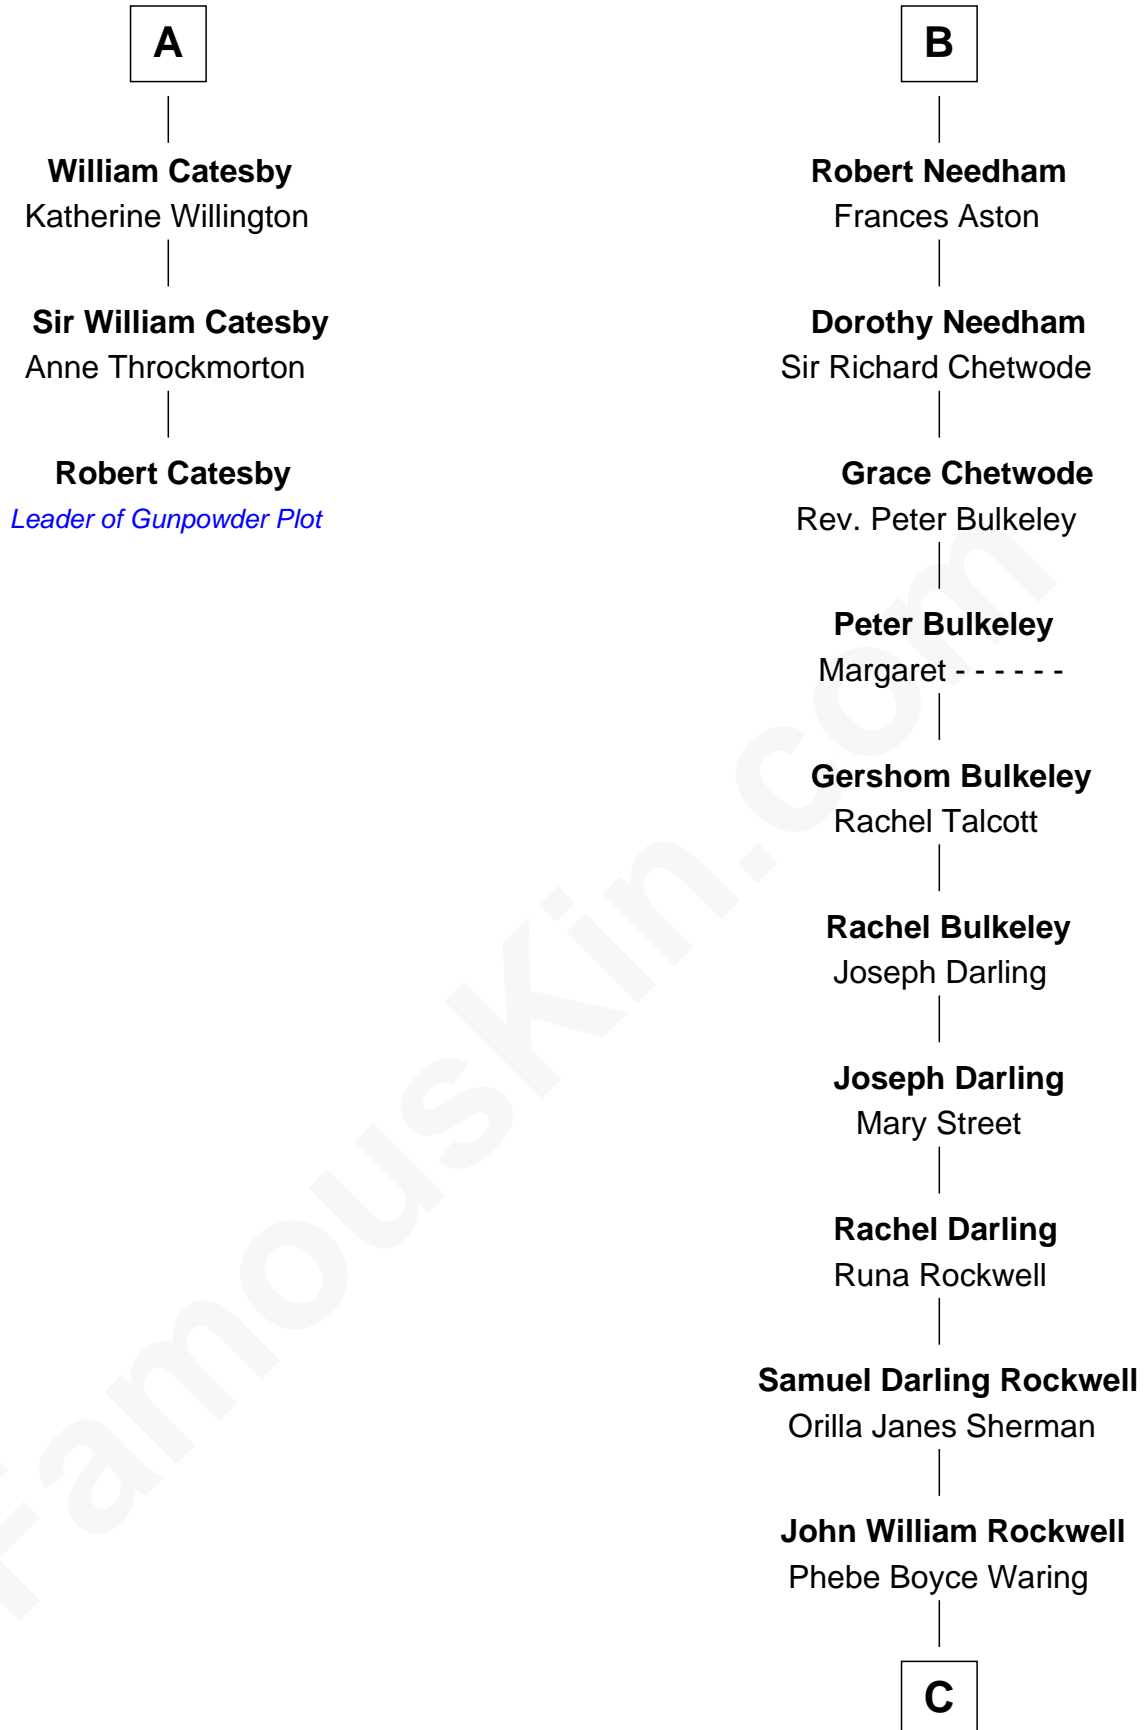 A
William Catesby
Katherine Willington
Sir William Catesby
Anne Throckmorton
Robert Catesby
Leader of Gunpowder Plot
B
Robert Needham
Frances Aston
Dorothy Needham
Sir Richard Chetwode
Grace Chetwode
Rev. Peter Bulkeley
Peter Bulkeley
Margaret - - - - - -
Gershom Bulkeley
Rachel Talcott
Rachel Bulkeley
Joseph Darling
Joseph Darling
Mary Street
Rachel Darling
Runa Rockwell
Samuel Darling Rockwell
Orilla Janes Sherman
John William Rockwell
Phebe Boyce Waring
C
FamousKin.com